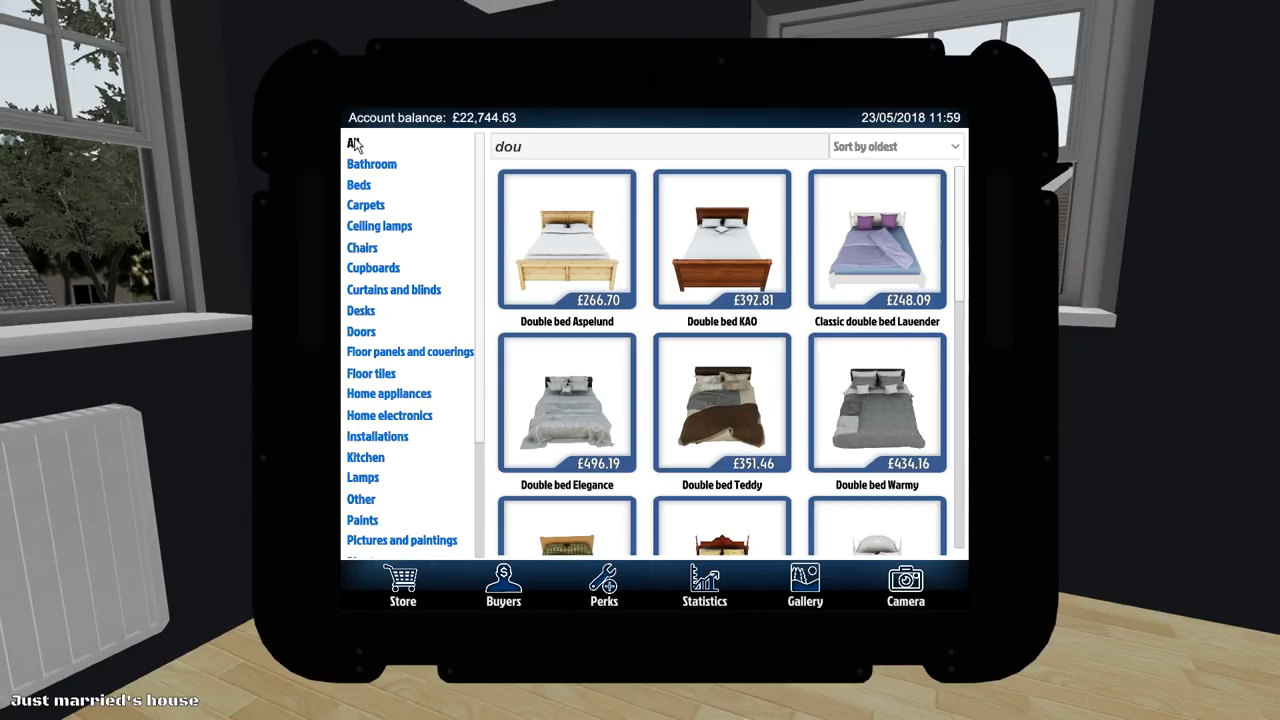 Account balance: £22,744.63
23/05/2018 11:59
All
Bathroom
Beds
Carpets
Ceiling lamps
Chairs
Cupboards
Curtains and blinds
Desks
Doors
Floor panels and coverings
Floor tiles
Home appliances
Home electronics
Installations
Kitchen
Lamps
Other
Paints
Pictures and paintings
dou
Sort by oldest
£266.70
£392.81
£248.09
Double bed Aspelund
Double bed KAO
Classic double bed Lavender
£496.19
£351.46
£434.16
Double bed Elegance
Double bed Teddy
Double bed Warmy
Store
Buyers
Perks
Statistics
Gallery
Camera
Just married's house